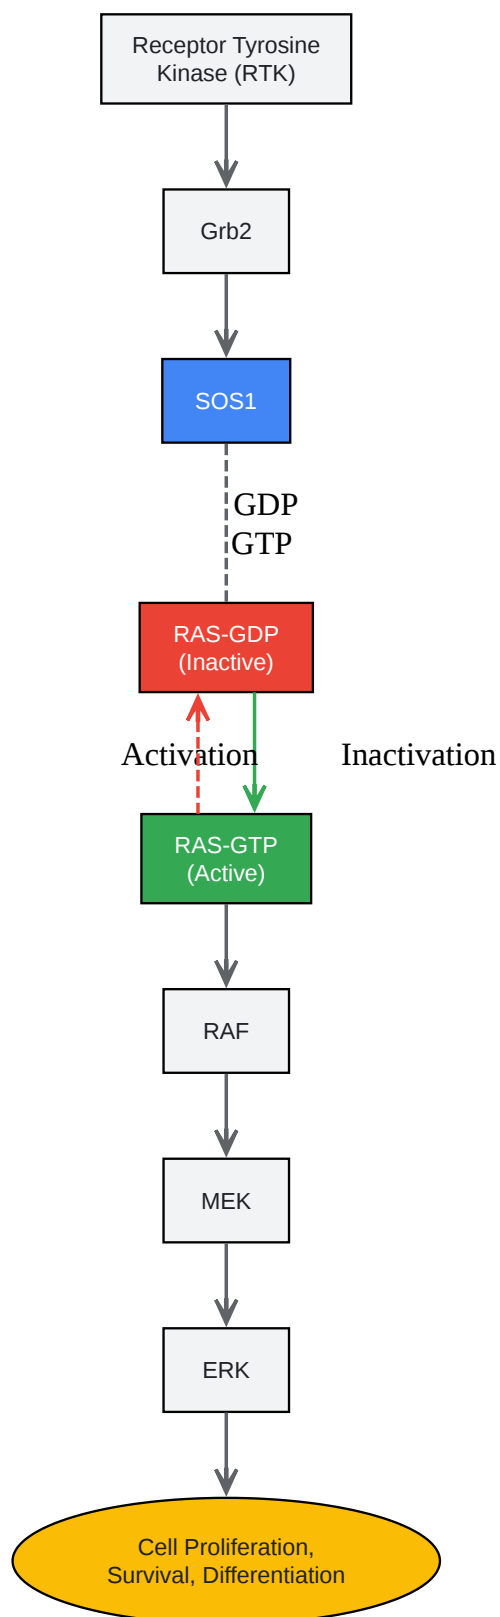 Receptor Tyrosine
Kinase (RTK)
Grb2
SOS1
GDP
GTP
RAS-GDP
(Inactive)
Activation
Inactivation
RAS-GTP
(Active)
RAF
MEK
ERK
Cell Proliferation,
Survival, Differentiation